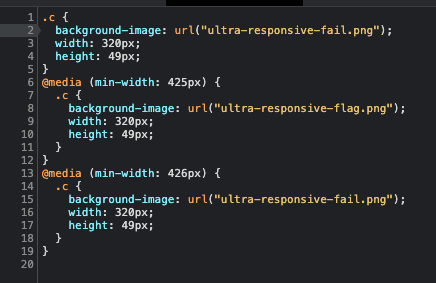 1 .c {
2   background-image: url("ultra-responsive-fail.png");
3   width: 320px;
4   height: 49px;
5 }
6 @media (min-width: 425px) {
7   .c {
8     background-image: url("ultra-responsive-flag.png");
9     width: 320px;
10     height: 49px;
11   }
12 }
13 @media (min-width: 426px) {
14   .c {
15     background-image: url("ultra-responsive-fail.png");
16     width: 320px;
17     height: 49px;
18   }
19 }
20